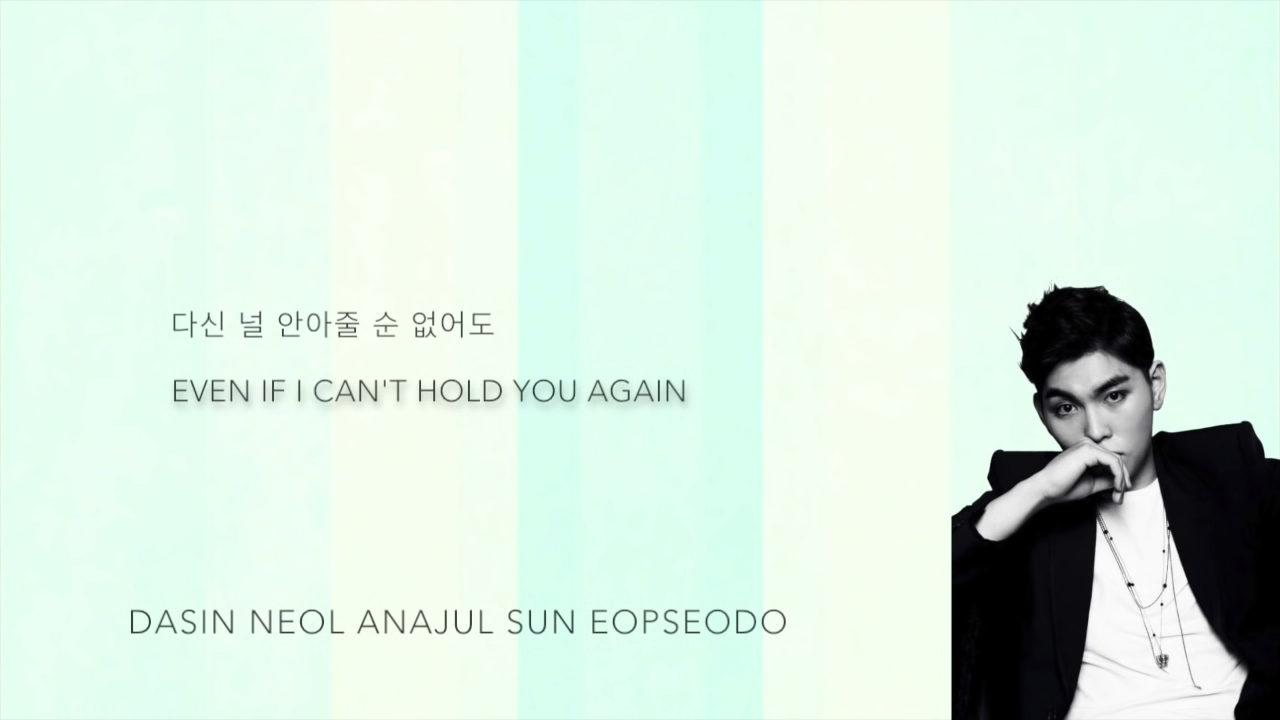 다신 널 안아줄 순 없어도
EVEN IF I CAN'T HOLD YOU AGAIN
DASIN NEOL ANAJUL SUN EOPSEODO